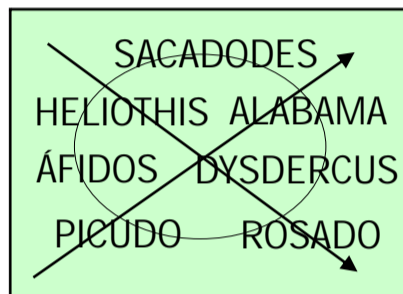 SACADODES
HELIOTHIS ALABAMA
ÁFIDOS DYSDERCUS
PICUDO ROSADO